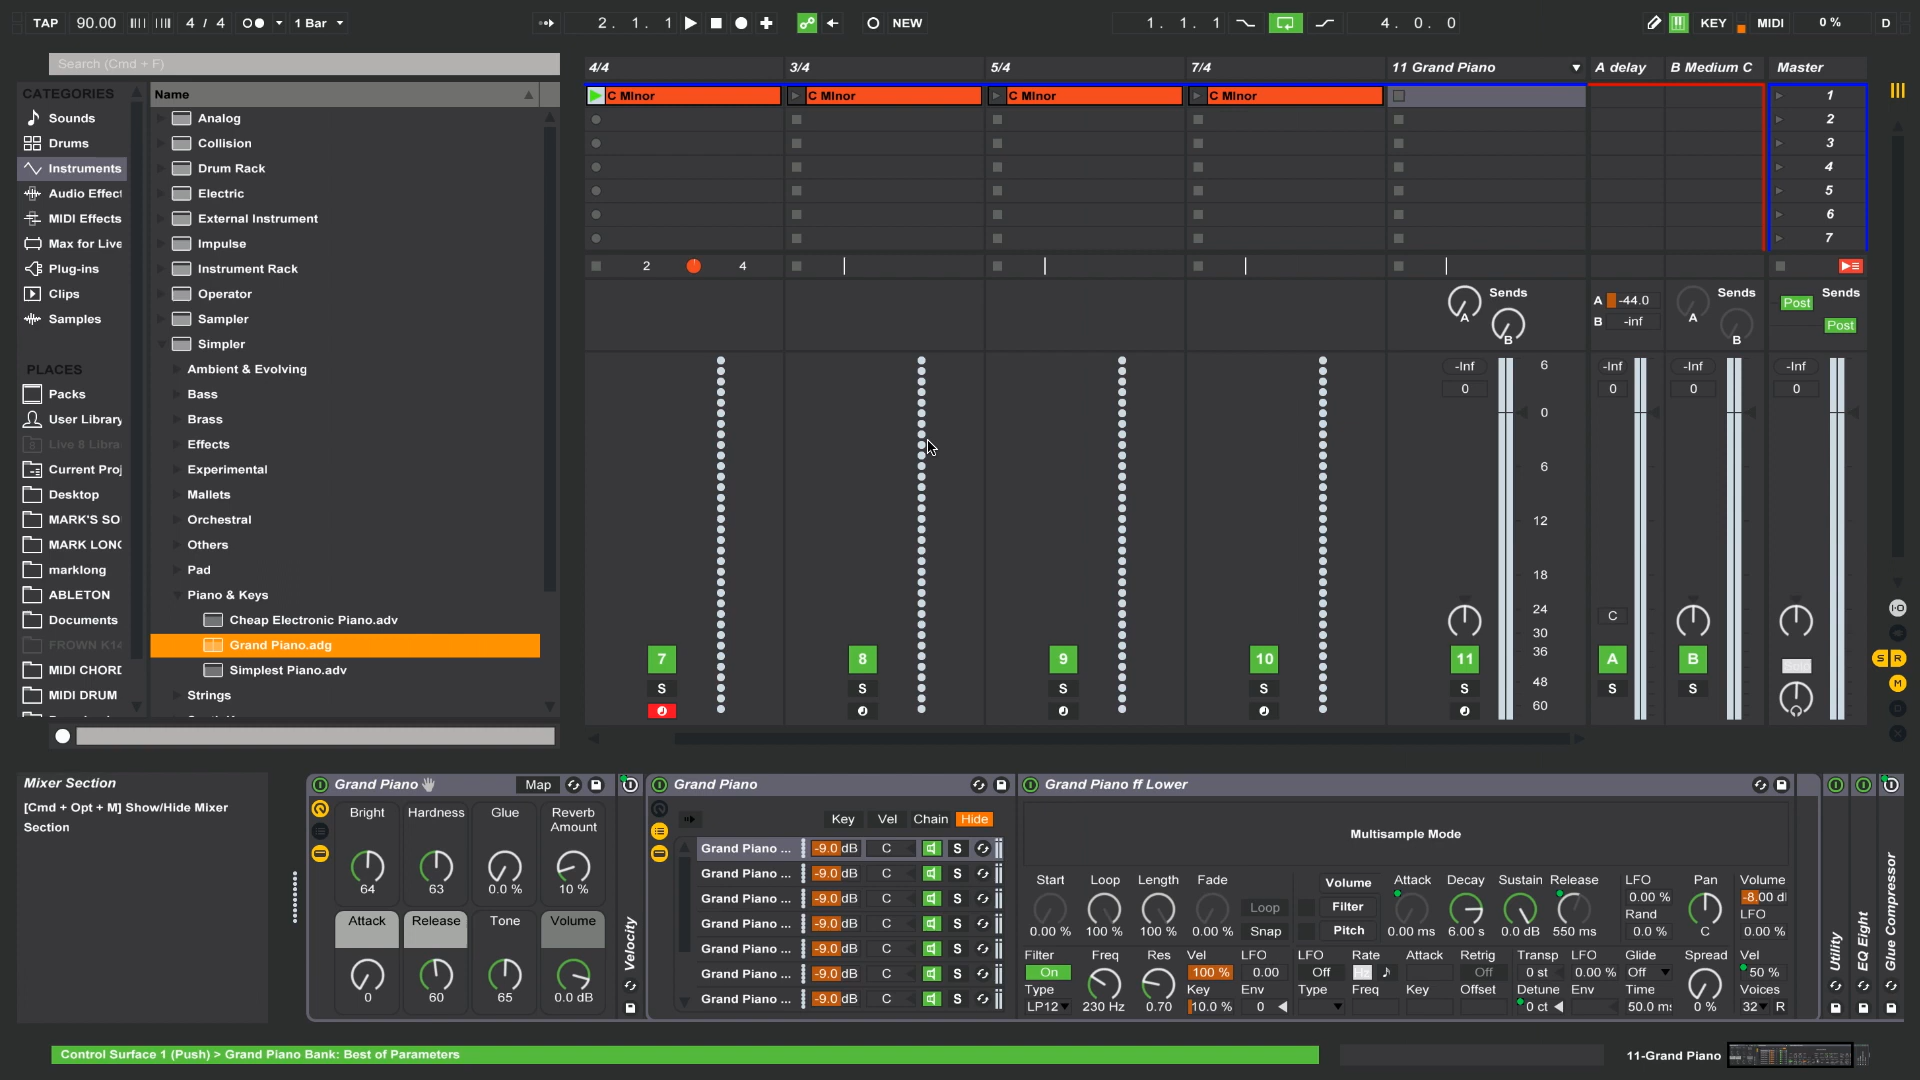 TAP 90.00 4 / 4 1 Bar 2. 1. 1 NEW 1. 1. 1 4. 0. 0 KEY MIDI 0 % D
Search (Cmd + F)
CATEGORIES
Sounds
Drums
Instruments
Audio Effect
MIDI Effects
Max for Live
Plug-ins
Clips
Samples
PLACES
Packs
User Library
Live 8 Libra
Current Proj
Desktop
MARK'S SO
MARK LONG
marklong
ABLETON
Documents
FROWN K14
MIDI CHORD
MIDI DRUM
Name
Analog
Collision
Drum Rack
Electric
External Instrument
Impulse
Instrument Rack
Operator
Sampler
Simpler
Ambient & Evolving
Bass
Brass
Effects
Experimental
Mallets
Orchestral
Others
Pad
Piano & Keys
Cheap Electronic Piano.adv
Grand Piano.adg
Simplest Piano.adv
Strings
4/4 3/4 5/4 7/4 11 Grand Piano A delay B Medium C Master
C MInor C MInor C MInor C MInor 1
2
3
4
5
6
7
2 4
Sends Sends Sends
A B A -44.0 B -inf A B Post Post
-Inf -Inf -Inf -Inf
0 0 0 0
6
0
6
12
18
24
30
36
48
60
C
7 8 9 10 11 A B Solo
S S S S S S S
I·O
S R
M
D
X
Mixer Section
[Cmd + Opt + M] Show/Hide Mixer
Section
Grand Piano Map
Bright Hardness Glue Reverb
Amount
64 63 0.0 % 10 %
Attack Release Tone Volume
0 60 65 0.0 dB
Velocity
Grand Piano
Key Vel Chain Hide
Grand Piano ... -9.0 dB C S
Grand Piano ... -9.0 dB C S
Grand Piano ... -9.0 dB C S
Grand Piano ... -9.0 dB C S
Grand Piano ... -9.0 dB C S
Grand Piano ... -9.0 dB C S
Grand Piano ... -9.0 dB C S
Grand Piano ff Lower
Multisample Mode
Start Loop Length Fade Volume Attack Decay Sustain Release LFO Pan Volume
Loop Filter 0.00 % -8.00 dl
Rand LFO
0.00 % 100 % 100 % 0.00 % Snap Pitch 0.00 ms 6.00 s 0.0 dB 550 ms 0.0 % C 0.00 %
Filter Freq Res Vel LFO LFO Rate Attack Retrig Transp LFO Glide Spread Vel
On 100 % 0.00 Off Hz Off 0 st 0.00 % Off 50 %
Type Key Env Type Freq Key Offset Detune Env Time Voices
LP12 230 Hz 0.70 10.0 % 0 0 ct 50.0 ms 0 % 32 R
Utility
EQ Eight
Glue Compressor
Control Surface 1 (Push) > Grand Piano Bank: Best of Parameters
11-Grand Piano